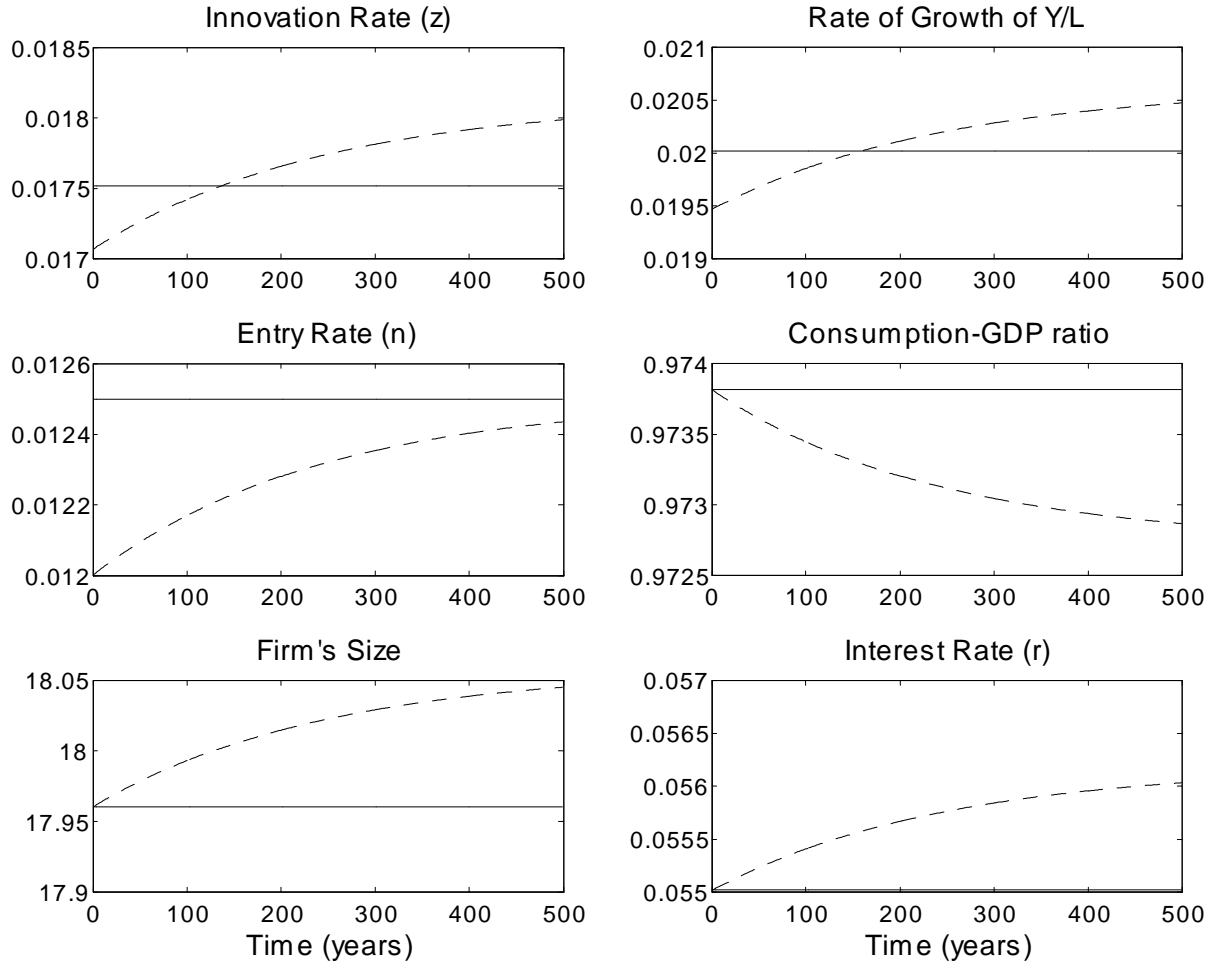 Innovation Rate (z)
0.0185
0.018
0.0175
0.017
0 100 200 300 400 500
Rate of Growth of Y/L
0.021
0.0205
0.02
0.0195
0.019
0 100 200 300 400 500
Entry Rate (n)
0.0126
0.0124
0.0122
0.012
0 100 200 300 400 500
Consumption-GDP ratio
0.974
0.9735
0.973
0.9725
0 100 200 300 400 500
Firm's Size
18.05
18
17.95
17.9
0 100 200 300 400 500
Time (years)
Interest Rate (r)
0.057
0.0565
0.056
0.0555
0.055
0 100 200 300 400 500
Time (years)